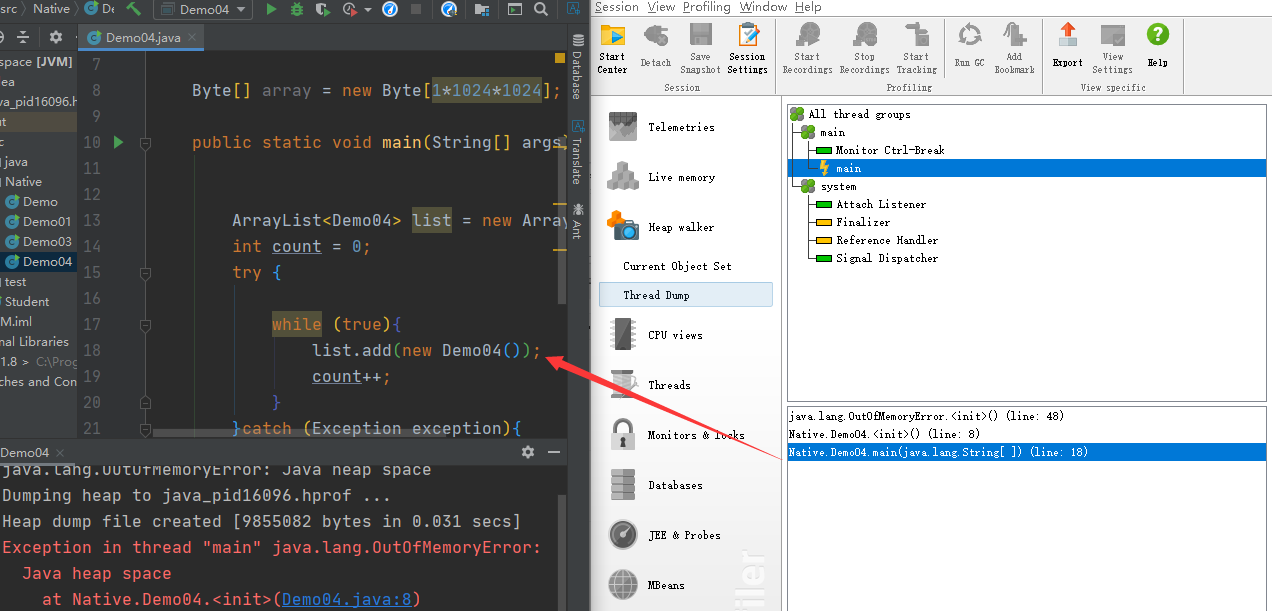 src
Native
De
Demo04
Demo04.java
space [JVM]
ea
va_pid16096.h
ut
c
java
Native
Demo
Demo01
Demo03
Demo04
test
Student
M.iml
nal Libraries
1.8 > C:\Prog
ches and Con
7
8 Byte[] array = new Byte[1*1024*1024];
9
10 public static void main(String[] args
11
12
13 ArrayList<Demo04> list = new Array
14 int count = 0;
15 try {
16
17 while (true){
18 list.add(new Demo04());
19 count++;
20 }
21 }catch (Exception exception){
Database
Translate
Ant
Demo04
java.lang.OutOfMemoryError: Java heap space
Dumping heap to java_pid16096.hprof ...
Heap dump file created [9855082 bytes in 0.031 secs]
Exception in thread "main" java.lang.OutOfMemoryError:
Java heap space
at Native.Demo04.<init>(Demo04.java:8)
Session View Profiling Window Help
Start Center
Detach
Save Snapshot
Session Settings
Session
Start Recordings
Stop Recordings
Start Tracking
Profiling
Run GC
Add Bookmark
Export
View Settings
Help
View specific
Telemetries
Live memory
Heap walker
Current Object Set
Thread Dump
CPU views
Threads
Monitors & locks
Databases
JEE & Probes
MBeans
filer
All thread groups
main
Monitor Ctrl-Break
main
system
Attach Listener
Finalizer
Reference Handler
Signal Dispatcher
java.lang.OutOfMemoryError.<init>() (line: 48)
Native.Demo04.<init>() (line: 8)
Native.Demo04.main(java.lang.String[ ]) (line: 18)